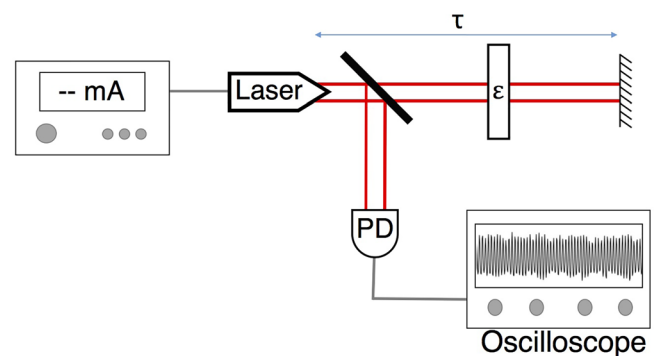 τ
-- mA
Laser
ε
PD
Oscilloscope